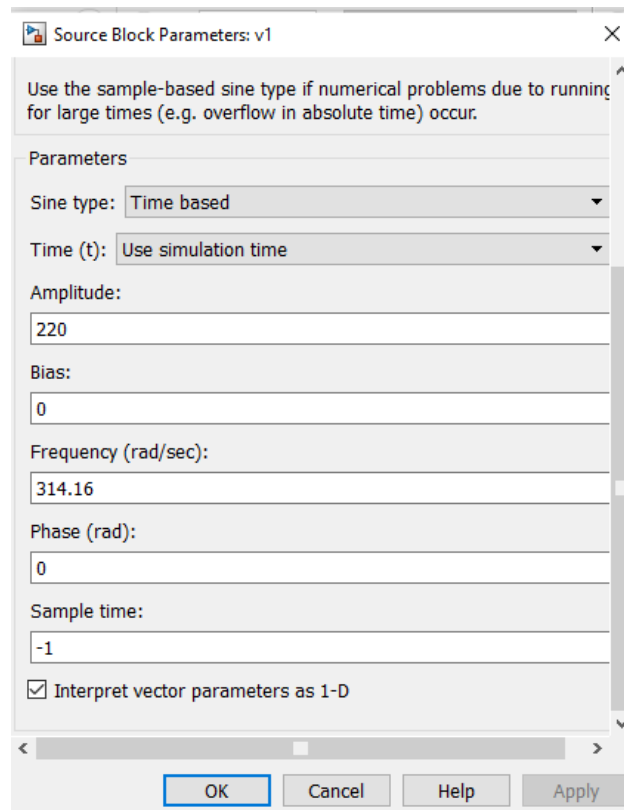 Source Block Parameters: v1
Use the sample-based sine type if numerical problems due to running
for large times (e.g. overflow in absolute time) occur.
Parameters
Sine type: Time based
Time (t): Use simulation time
Amplitude:
220
Bias:
0
Frequency (rad/sec):
314.16
Phase (rad):
0
Sample time:
-1
Interpret vector parameters as 1-D
OK Cancel Help Apply